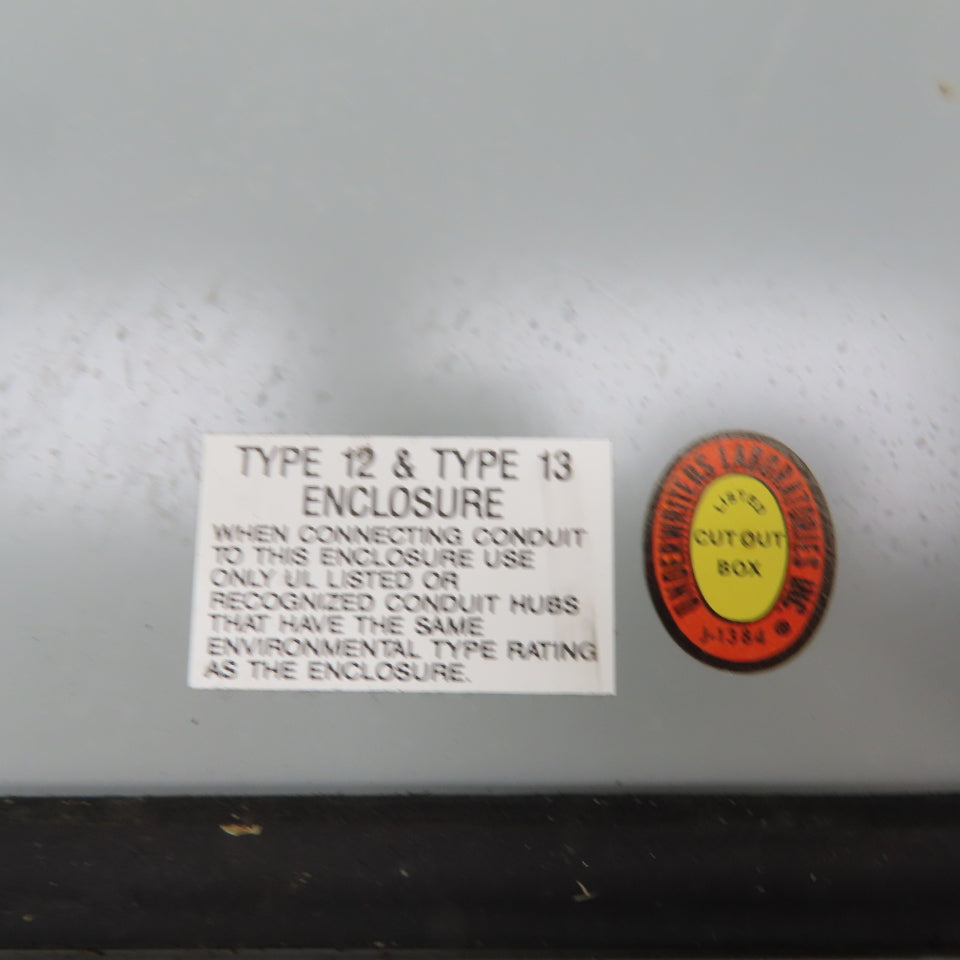 TYPE 12 & TYPE 13
ENCLOSURE
WHEN CONNECTING CONDUIT
TO THIS ENCLOSURE USE
ONLY UL LISTED OR
RECOGNIZED CONDUIT HUBS
THAT HAVE THE SAME
ENVIRONMENTAL TYPE RATING
AS THE ENCLOSURE.
UNDERWRITERS LABORATORIES INC.
LISTED
CUT OUT
BOX
J-1384 ®